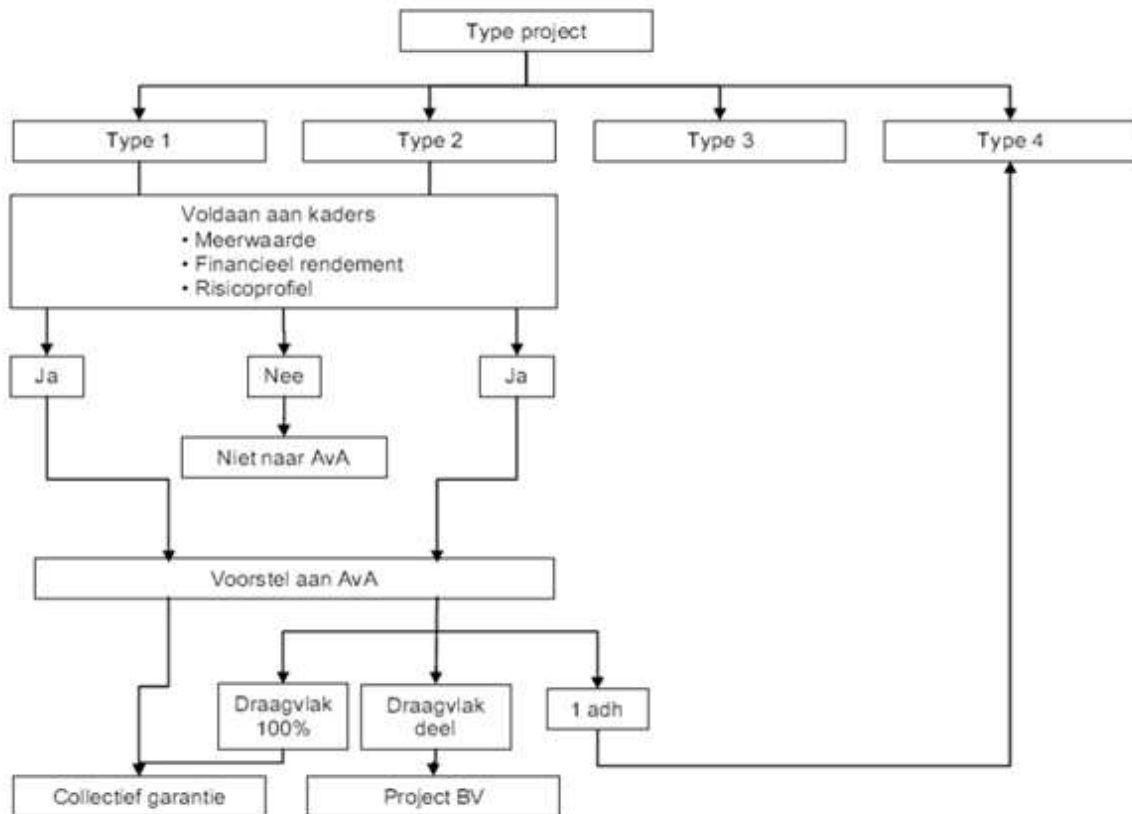 Type project
Type 1
Type 2
Type 3
Type 4
Voldaan aan kaders
• Meerwaarde
• Financieel rendement
• Risicoprofiel
Ja
Nee
Ja
Niet naar AvA
Voorstel aan AvA
Draagvlak
100%
Draagvlak
deel
1 adh
Collectief garantie
Project BV